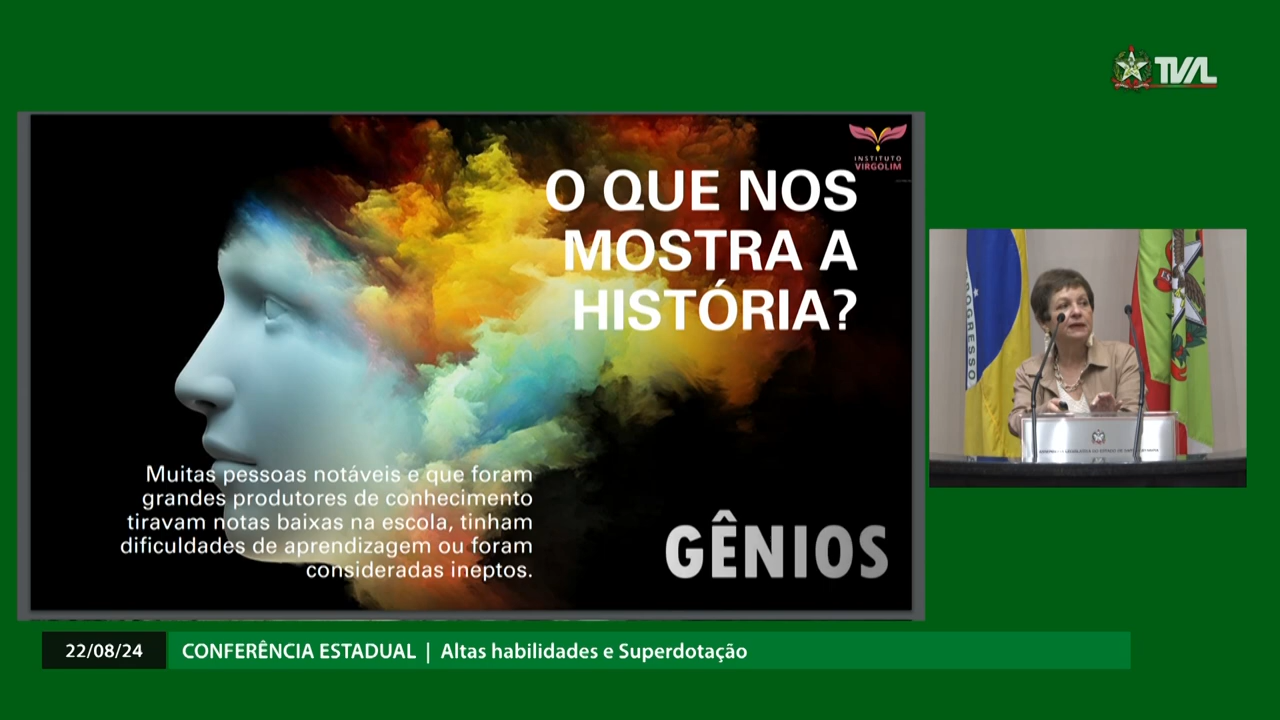 TVAL
INSTITUTO
VIRGOLIM
O QUE NOS
MOSTRA A
HISTÓRIA?
Muitas pessoas notáveis e que foram
grandes produtores de conhecimento
tiravam notas baixas na escola, tinham
dificuldades de aprendizagem ou foram
consideradas ineptos.
GÊNIOS
22/08/24 CONFERÊNCIA ESTADUAL | Altas habilidades e Superdotação